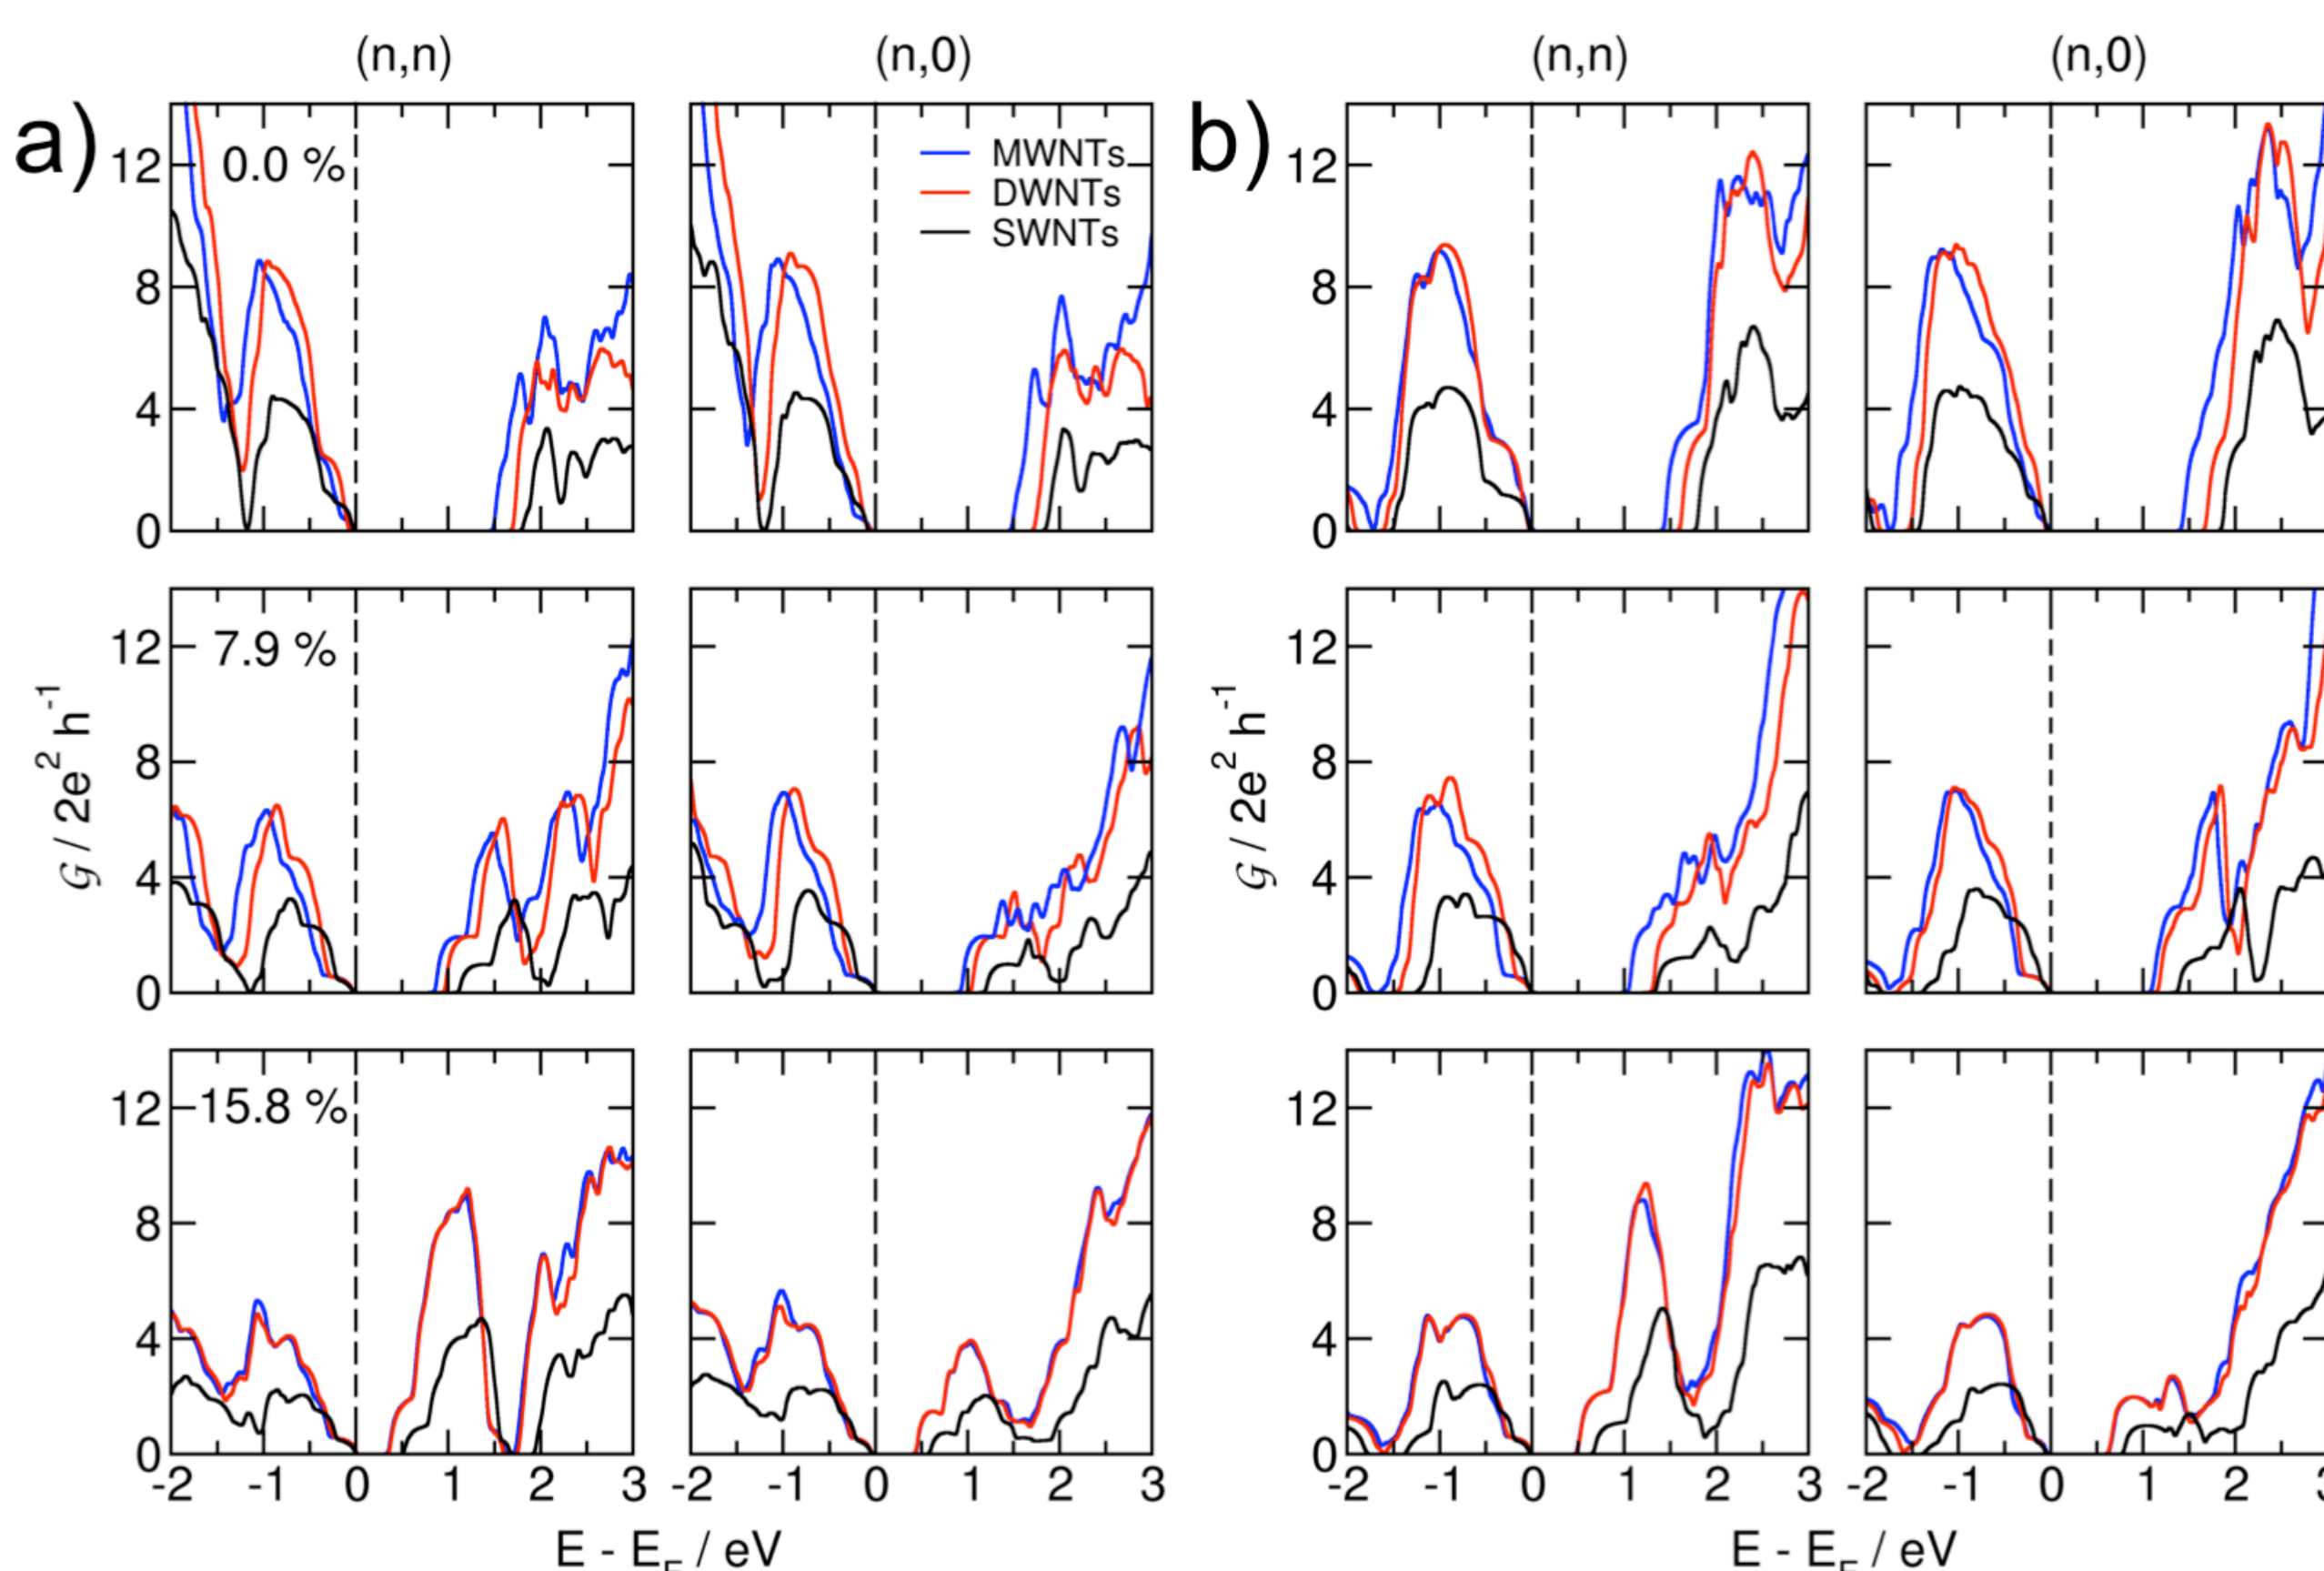 (n,n) (n,0) (n,n) (n,0)
a) b)
0.0 % MWNTs
DWNTs
SWNTs
12 12
8 8
4 4
0 0
7.9 %
12 12
8 8
4 4
0 0
𝒢 / 2e² h⁻¹ 𝒢 / 2e² h⁻¹
15.8 %
12 12
8 8
4 4
0 0
-2 -1 0 1 2 3 -2 -1 0 1 2 3 -2 -1 0 1 2 3 -2 -1 0 1 2
E - E_F / eV E - E_F / eV